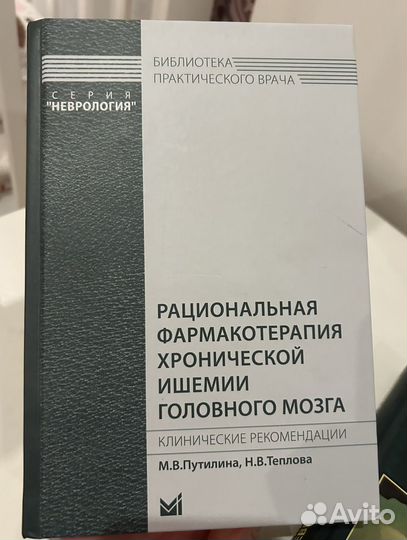 БИБЛИОТЕКА
ПРАКТИЧЕСКОГО ВРАЧА
СЕРИЯ
"НЕВРОЛОГИЯ"
РАЦИОНАЛЬНАЯ
ФАРМАКОТЕРАПИЯ
ХРОНИЧЕСКОЙ
ИШЕМИИ
ГОЛОВНОГО МОЗГА
КЛИНИЧЕСКИЕ РЕКОМЕНДАЦИИ
М.В.Путилина, Н.В.Теплова
Avito